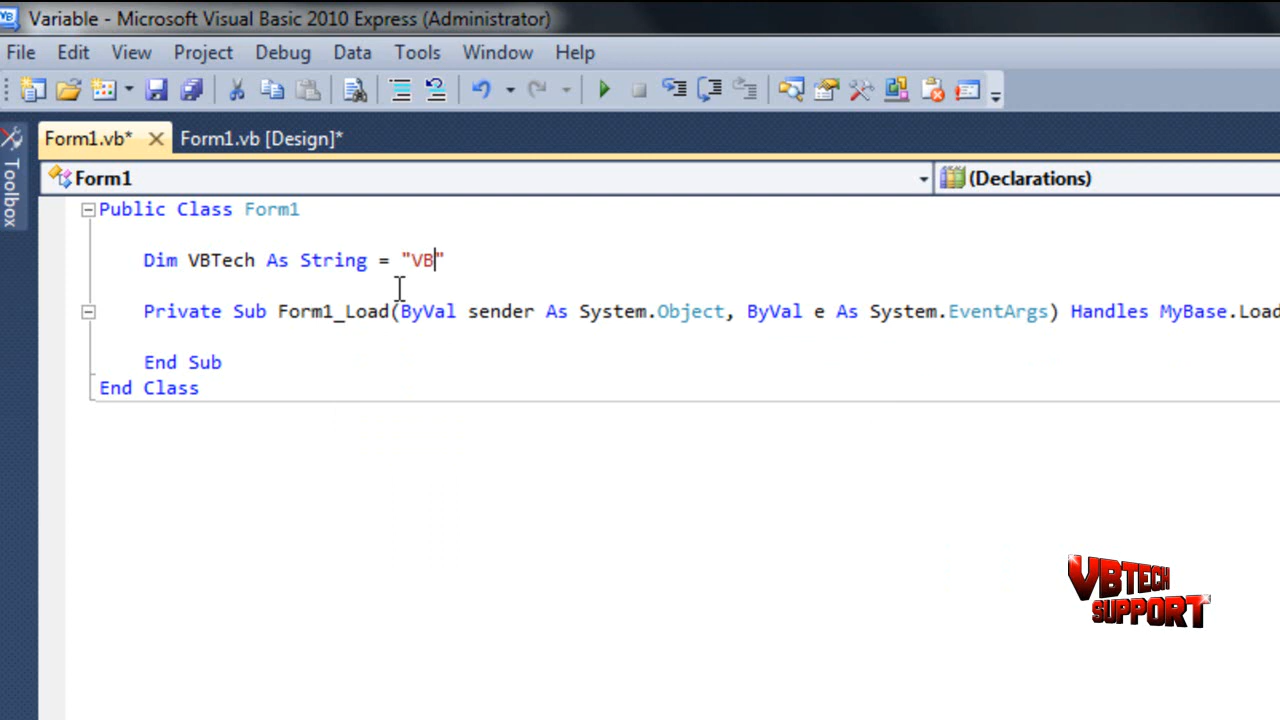 Variable - Microsoft Visual Basic 2010 Express (Administrator)
File Edit View Project Debug Data Tools Window Help
Form1.vb* Form1.vb [Design]*
Toolbox
Form1 (Declarations)
Public Class Form1
Dim VBTech As String = "VB"
Private Sub Form1_Load(ByVal sender As System.Object, ByVal e As System.EventArgs) Handles MyBase.Load
End Sub
End Class
VBTECH
SUPPORT